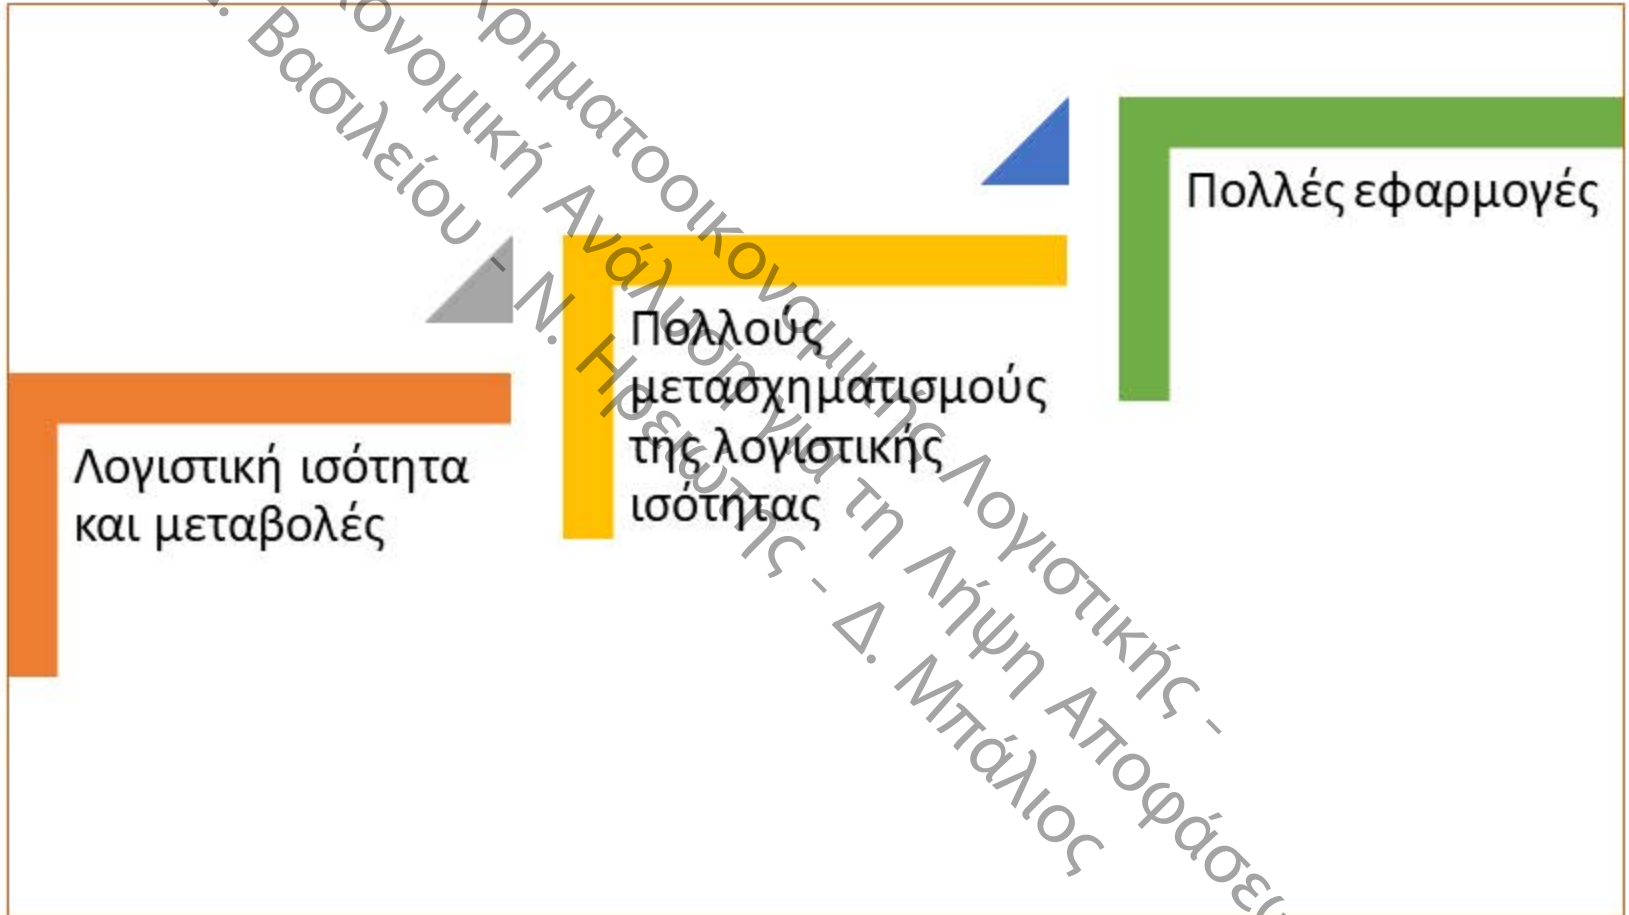 Λογιστική ισότητα
και μεταβολές
Πολλούς
μετασχηματισμούς
της λογιστικής
ισότητας
Πολλές εφαρμογές
Λογιστικής -
Ανάλυση για τη Λήψη
Βασιλείου - Ν. Ηρειώτης - Δ. Μπάλιος